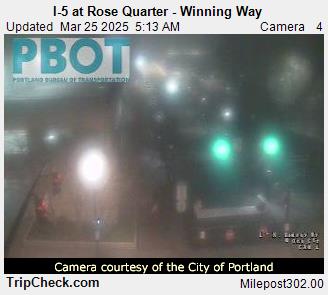 I-5 at Rose Quarter - Winning Way
Updated Mar 25 2025 5:13 AM Camera 4
PBOT
PORTLAND BUREAU OF TRANSPORTATION
Camera courtesy of the City of Portland
TripCheck.com Milepost302.00